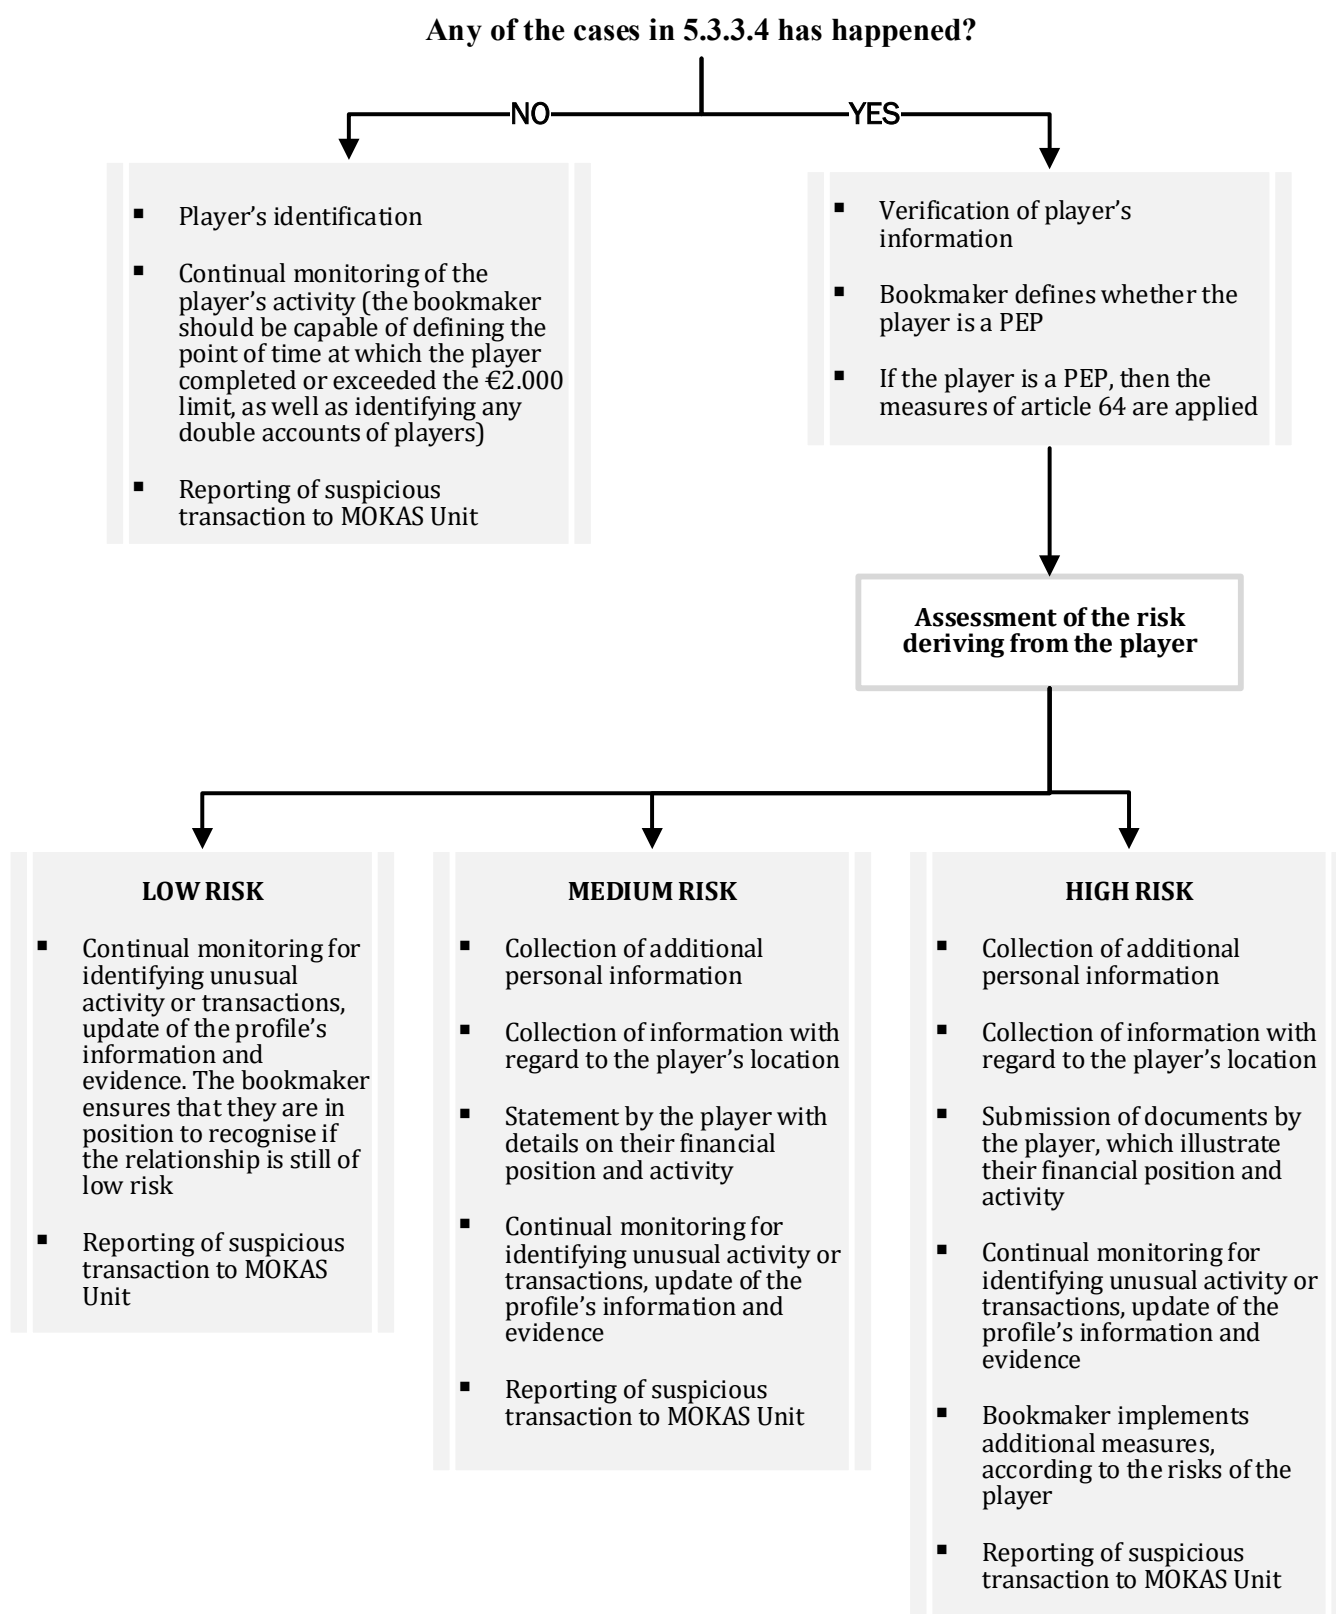 Any of the cases in 5.3.3.4 has happened?
NO
YES
▪ Player’s identification
▪ Continual monitoring of the
player’s activity (the bookmaker
should be capable of defining the
point of time at which the player
completed or exceeded the €2.000
limit, as well as identifying any
double accounts of players)
▪ Reporting of suspicious
transaction to MOKAS Unit
▪ Verification of player’s
information
▪ Bookmaker defines whether the
player is a PEP
▪ If the player is a PEP, then the
measures of article 64 are applied
Assessment of the risk
deriving from the player
LOW RISK
▪ Continual monitoring for
identifying unusual
activity or transactions,
update of the profile’s
information and
evidence. The bookmaker
ensures that they are in
position to recognise if
the relationship is still of
low risk
▪ Reporting of suspicious
transaction to MOKAS
Unit
MEDIUM RISK
▪ Collection of additional
personal information
▪ Collection of information with
regard to the player’s location
▪ Statement by the player with
details on their financial
position and activity
▪ Continual monitoring for
identifying unusual activity or
transactions, update of the
profile’s information and
evidence
▪ Reporting of suspicious
transaction to MOKAS Unit
HIGH RISK
▪ Collection of additional
personal information
▪ Collection of information with
regard to the player’s location
▪ Submission of documents by
the player, which illustrate
their financial position and
activity
▪ Continual monitoring for
identifying unusual activity or
transactions, update of the
profile’s information and
evidence
▪ Bookmaker implements
additional measures,
according to the risks of the
player
▪ Reporting of suspicious
transaction to MOKAS Unit